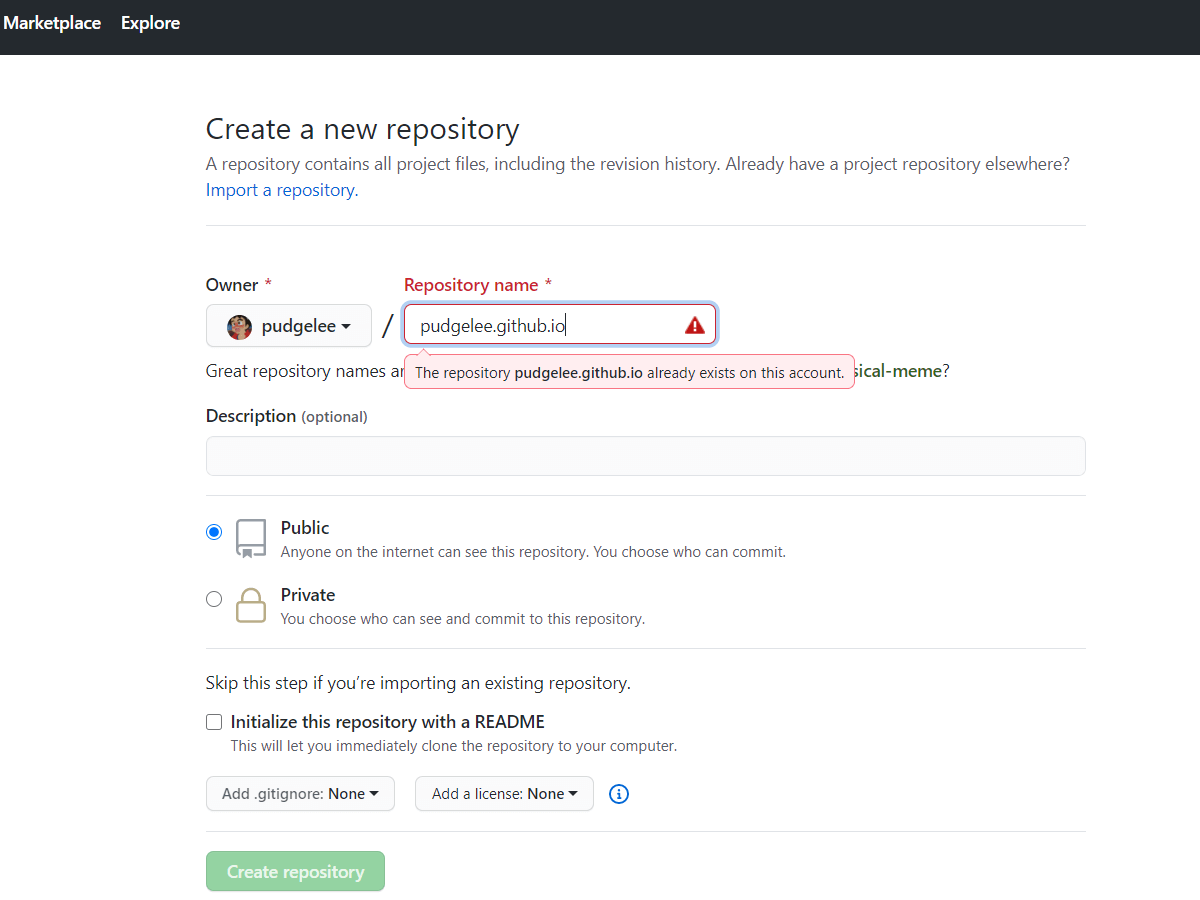 Marketplace Explore
Create a new repository
A repository contains all project files, including the revision history. Already have a project repository elsewhere?
Import a repository.
Owner * Repository name *
pudgelee / pudgelee.github.io
The repository pudgelee.github.io already exists on this account.
Great repository names ar sical-meme?
Description (optional)
Public
Anyone on the internet can see this repository. You choose who can commit.
Private
You choose who can see and commit to this repository.
Skip this step if you’re importing an existing repository.
Initialize this repository with a README
This will let you immediately clone the repository to your computer.
Add .gitignore: None Add a license: None
Create repository